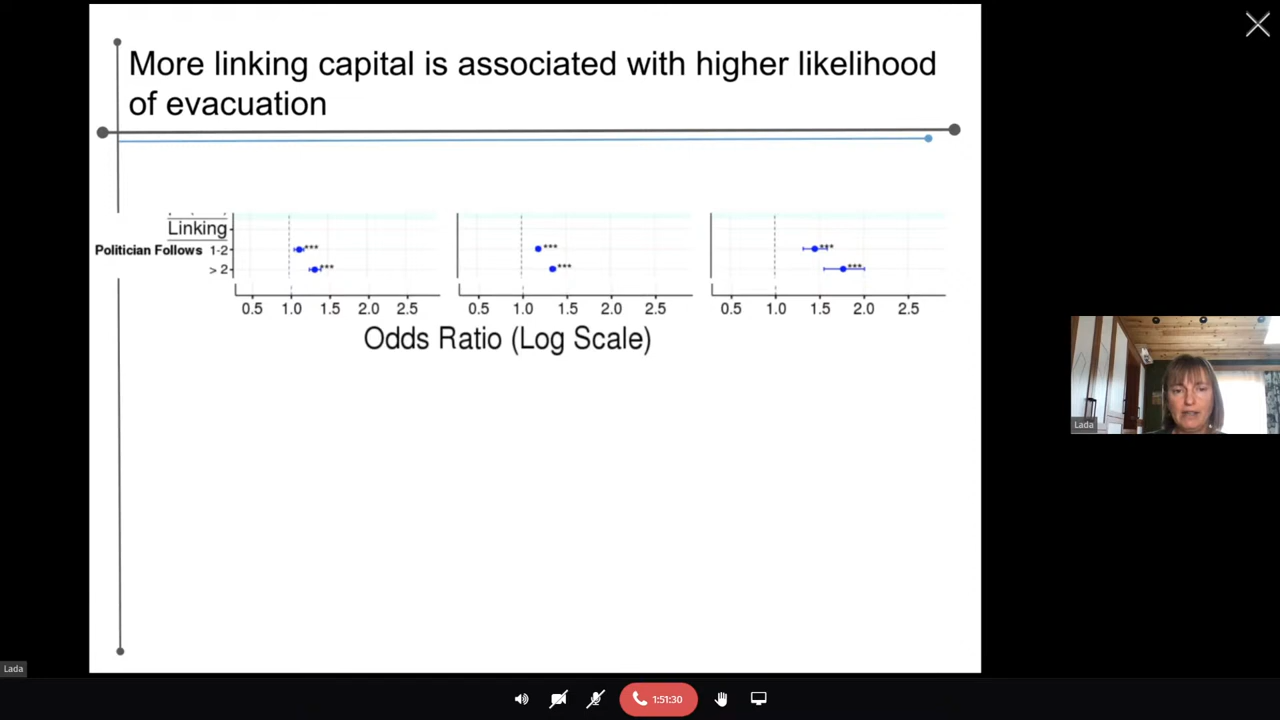 More linking capital is associated with higher likelihood
of evacuation
Linking
Politician Follows 1-2 *** *** ***
> 2 *** *** ***
0.5 1.0 1.5 2.0 2.5 0.5 1.0 1.5 2.0 2.5 0.5 1.0 1.5 2.0 2.5
Odds Ratio (Log Scale)
Lada
Lada
1:51:30